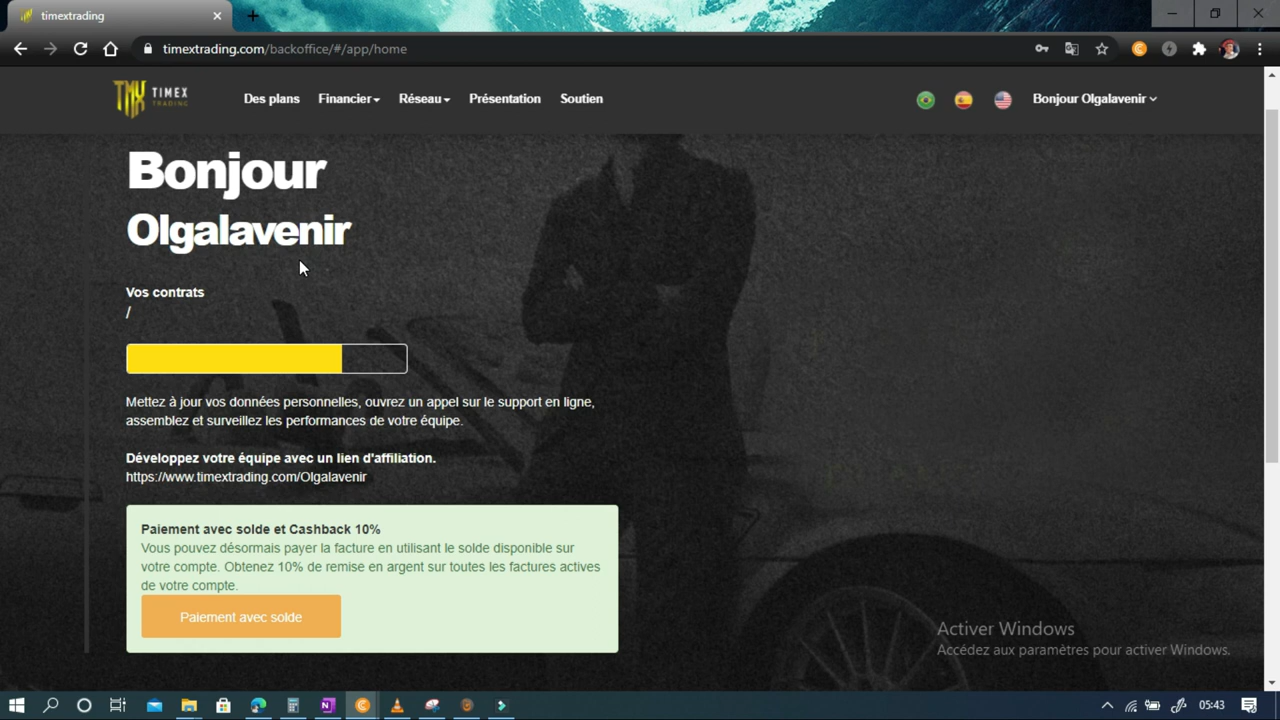 timextrading
timextrading.com/backoffice/#/app/home
TMX TIMEX TRADING
Des plans
Financier
Réseau
Présentation
Soutien
Bonjour Olgalavenir
Bonjour
Olgalavenir
Vos contrats
/
Mettez à jour vos données personnelles, ouvrez un appel sur le support en ligne,
assemblez et surveillez les performances de votre équipe.
Développez votre équipe avec un lien d'affiliation.
https://www.timextrading.com/Olgalavenir
Paiement avec solde et Cashback 10%
Vous pouvez désormais payer la facture en utilisant le solde disponible sur
votre compte. Obtenez 10% de remise en argent sur toutes les factures actives
de votre compte.
Paiement avec solde
Activer Windows
Accédez aux paramètres pour activer Windows.
05:43